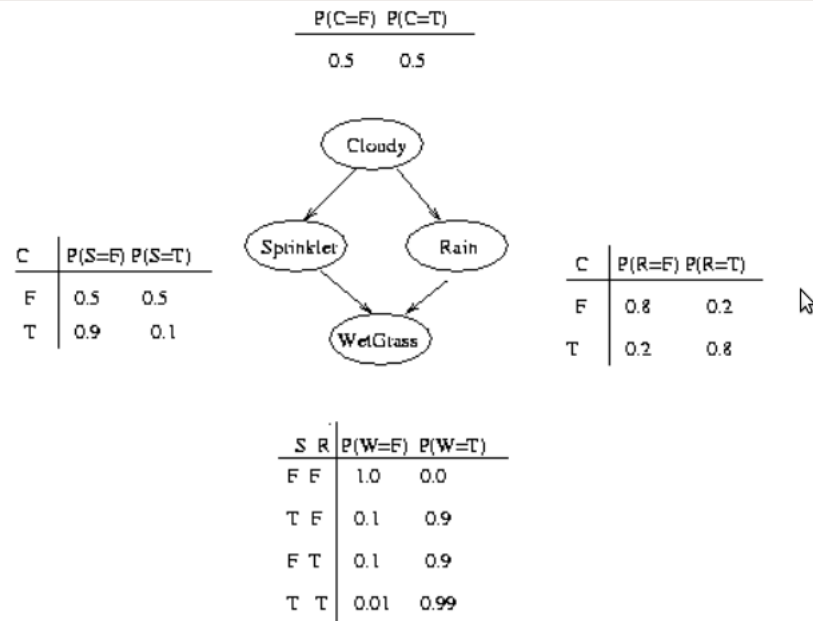 P(C=F) P(C=T)
0.5 0.5
Cloudy
Sprinkler
Rain
C P(S=F) P(S=T)
F 0.5 0.5
T 0.9 0.1
C P(R=F) P(R=T)
F 0.8 0.2
T 0.2 0.8
WetGrass
S R P(W=F) P(W=T)
F F 1.0 0.0
T F 0.1 0.9
F T 0.1 0.9
T T 0.01 0.99